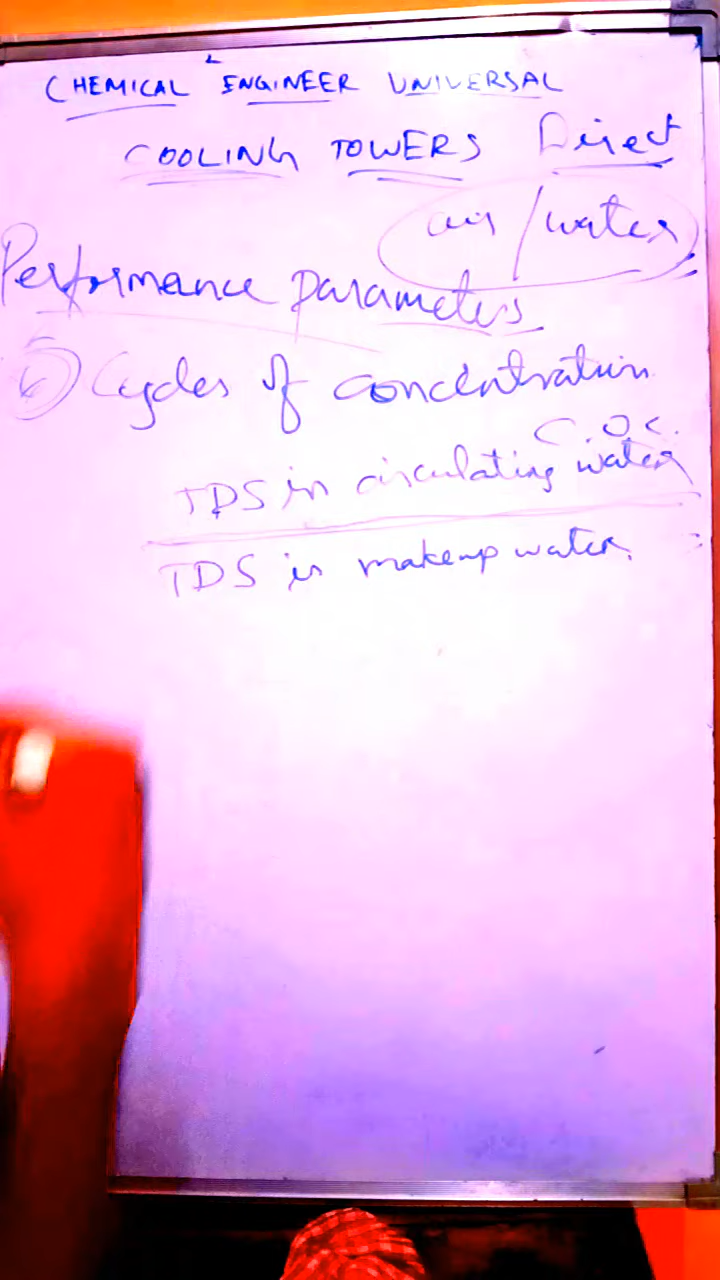 CHEMICAL ENGINEER UNIVERSAL
COOLING TOWERS Direct
air / water
Performance parameters
6) Cycles of concentration
C.O.C.
TDS in circulating water
TDS in makeup water